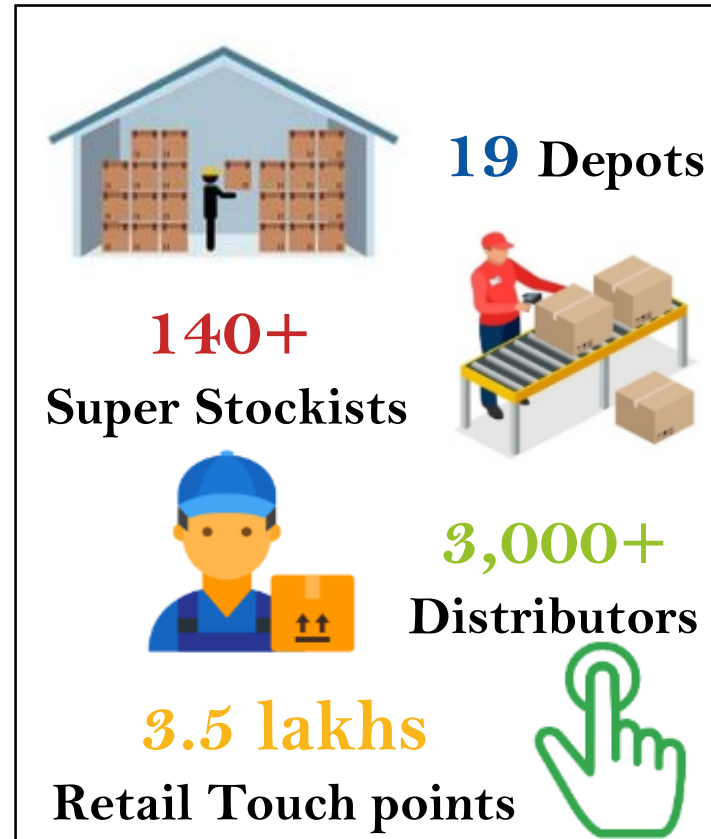 19 Depots
140+
Super Stockists
3,000+
Distributors
3.5 lakhs
Retail Touch points